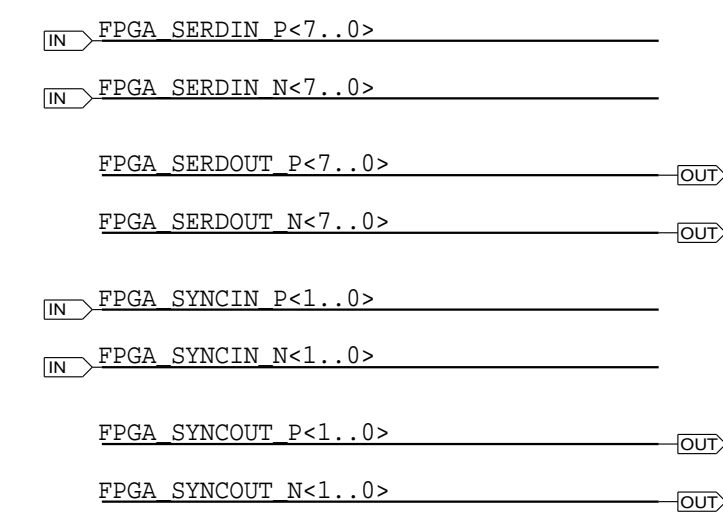 IN FPGA_SERDIN_P<7..0>
IN FPGA_SERDIN_N<7..0>
FPGA_SERDOUT_P<7..0> OUT
FPGA_SERDOUT_N<7..0> OUT
IN FPGA_SYNCIN_P<1..0>
IN FPGA_SYNCIN_N<1..0>
FPGA_SYNCOUT_P<1..0> OUT
FPGA_SYNCOUT_N<1..0> OUT